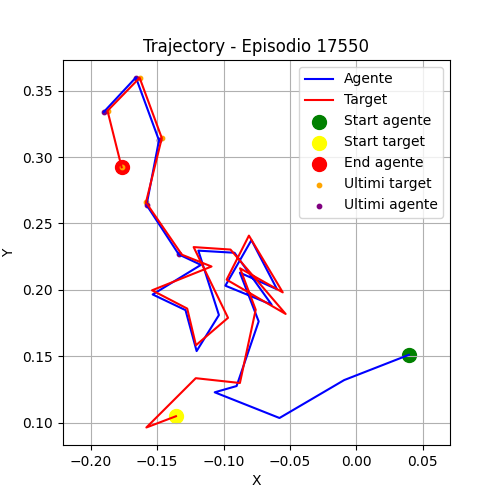 Trajectory - Episodio 17550
Agente
Target
Start agente
Start target
End agente
Ultimi target
Ultimi agente
Y
0.35
0.30
0.25
0.20
0.15
0.10
−0.20 −0.15 −0.10 −0.05 0.00 0.05
X